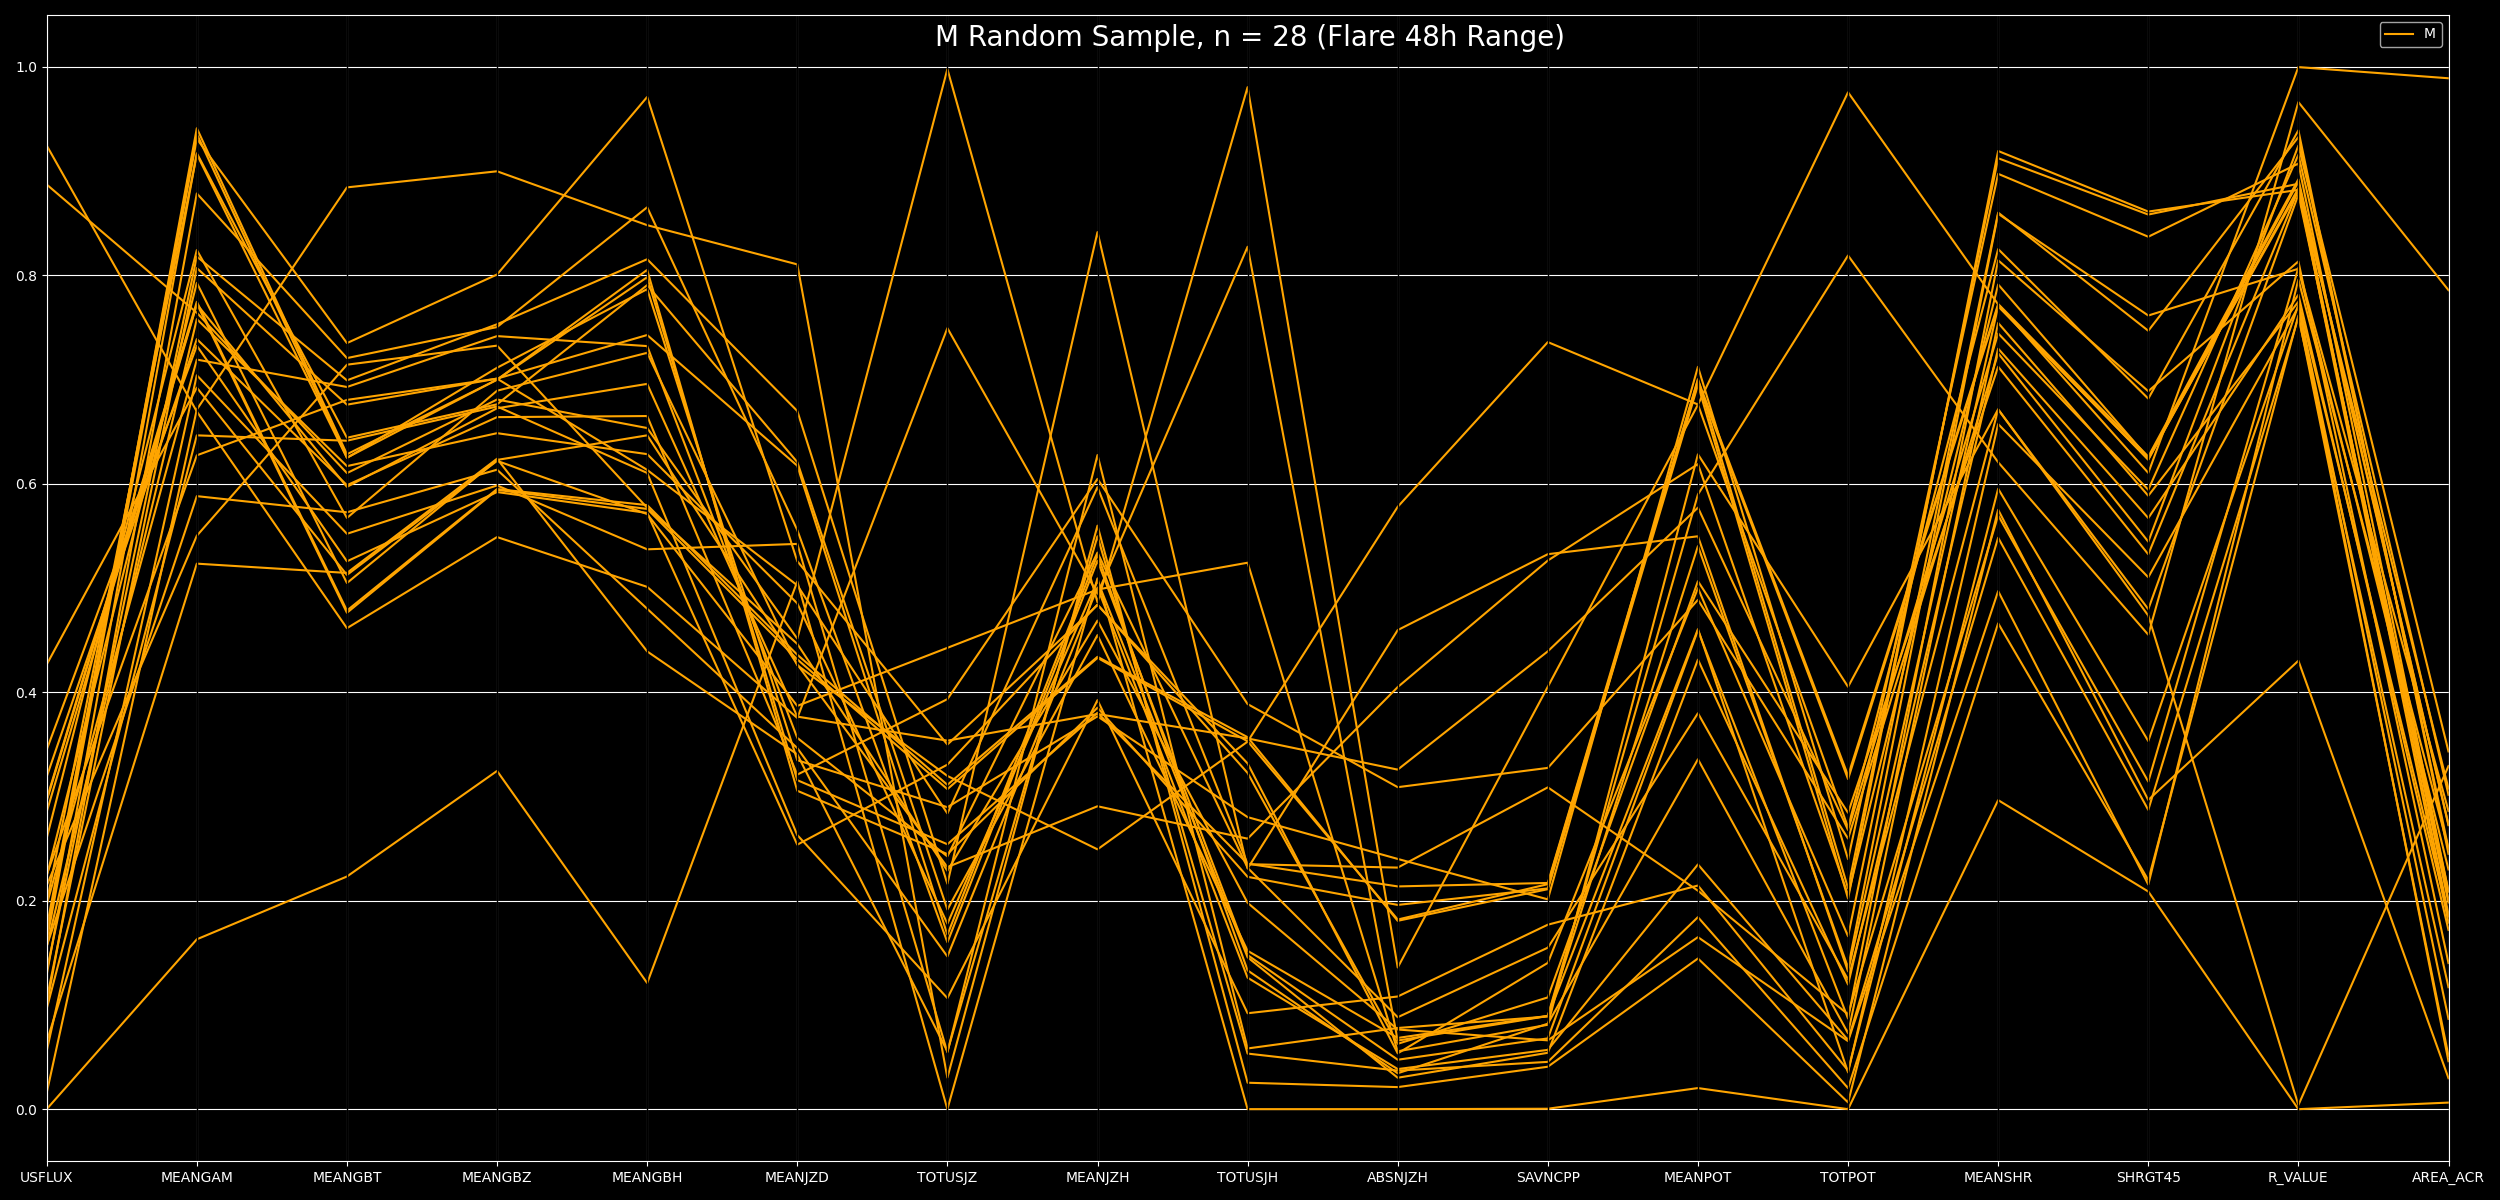 M Random Sample, n = 28 (Flare 48h Range)
M
1.0
0.8
0.6
0.4
0.2
0.0
USFLUX MEANGAM MEANGBT MEANGBZ MEANGBH MEANJZD TOTUSJZ MEANJZH TOTUSJH ABSNJZH SAVNCPP MEANPOT TOTPOT MEANSHR SHRGT45 R_VALUE AREA_ACR